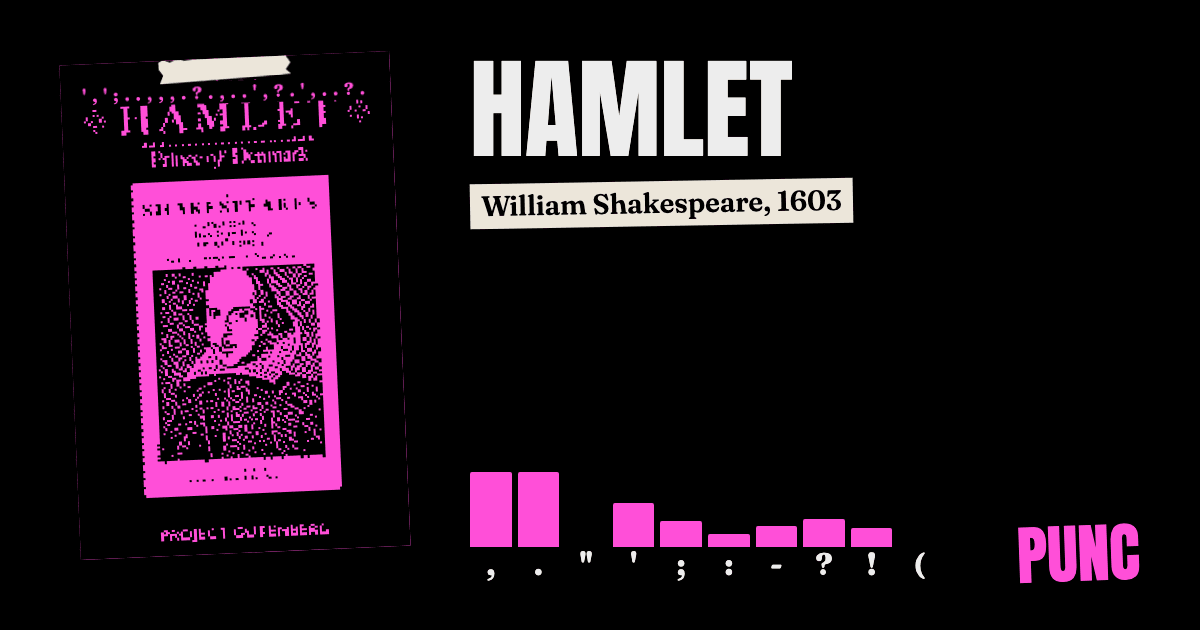 ' , ' ; . . , , , . ? . , . . ' , ? . ' , . . ? .
HAMLET
Prince of Denmark
SHAKESPEARES
PROJECT GUTENBERG
HAMLET
William Shakespeare, 1603
, . " ' ; : - ? ! (
PUNC